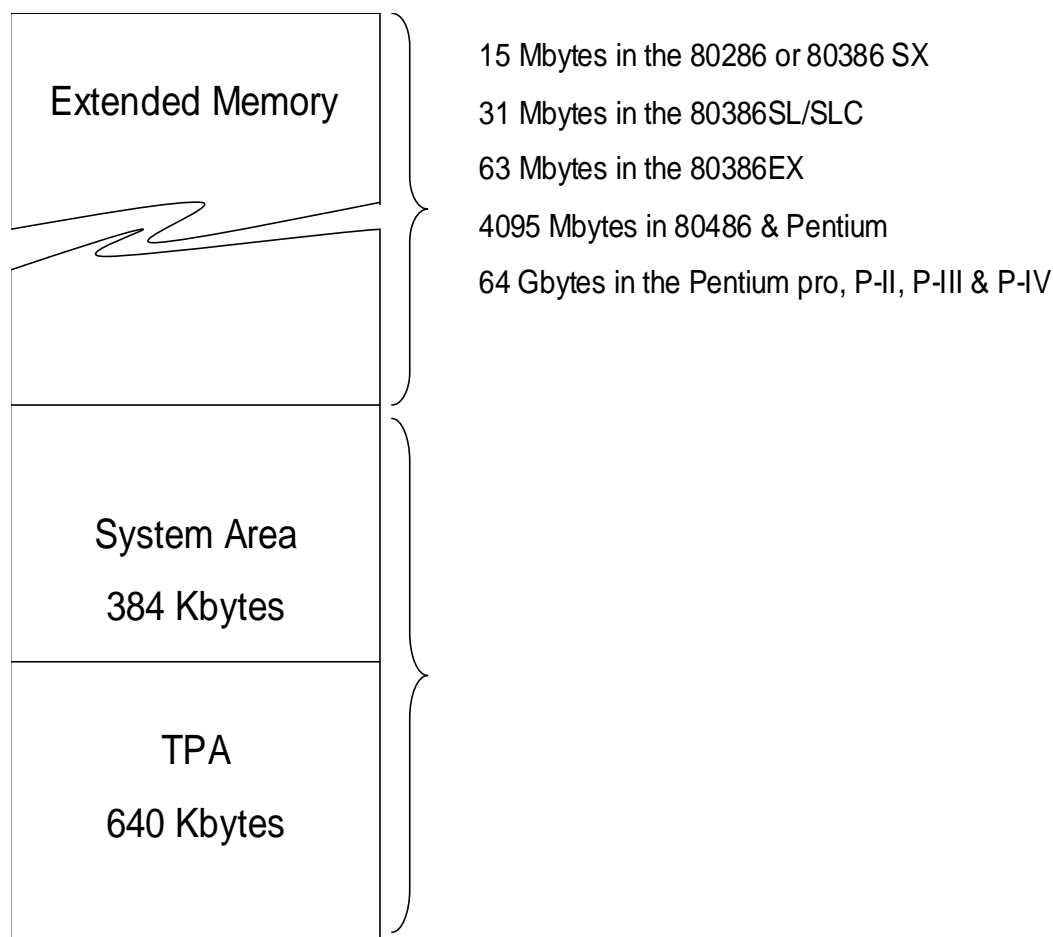 Extended Memory
15 Mbytes in the 80286 or 80386 SX
31 Mbytes in the 80386SL/SLC
63 Mbytes in the 80386EX
4095 Mbytes in 80486 & Pentium
64 Gbytes in the Pentium pro, P-II, P-III & P-IV
System Area
384 Kbytes
TPA
640 Kbytes